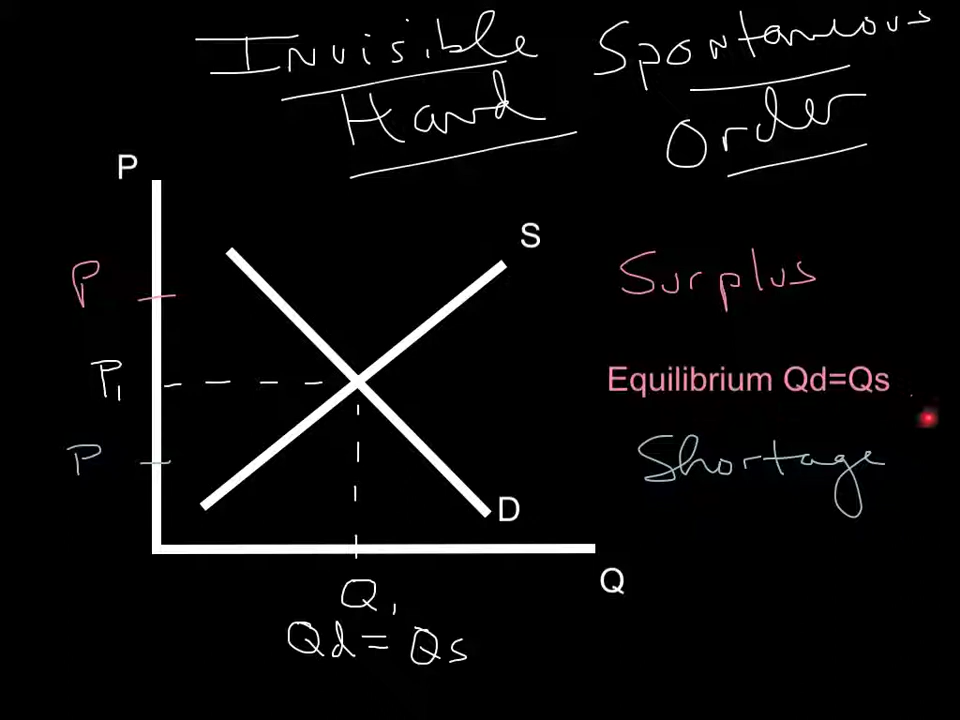 Invisible Spontaneous
Hand Order
P
S
P Surplus
P1 Equilibrium Qd=Qs
P Shortage
D
Q
Q1
Qd = Qs